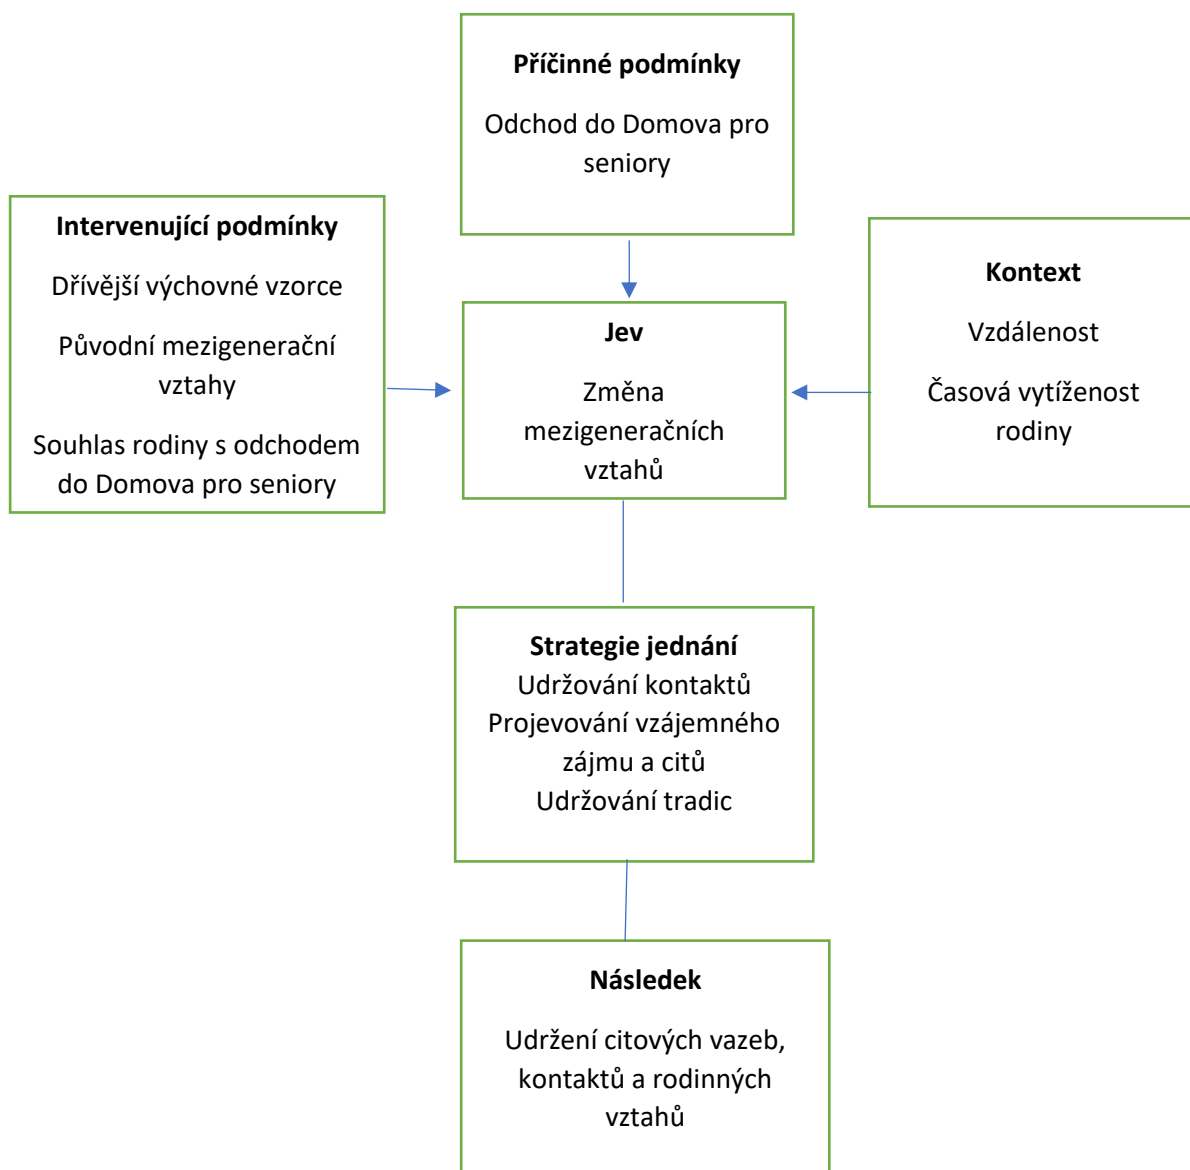 Příčinné podmínky
Odchod do Domova pro
seniory
Intervenující podmínky
Dřívější výchovné vzorce
Původní mezigenerační
vztahy
Souhlas rodiny s odchodem
do Domova pro seniory
Jev
Změna
mezigeneračních
vztahů
Kontext
Vzdálenost
Časová vytíženost
rodiny
Strategie jednání
Udržování kontaktů
Projevování vzájemného
zájmu a citů
Udržování tradic
Následek
Udržení citových vazeb,
kontaktů a rodinných
vztahů